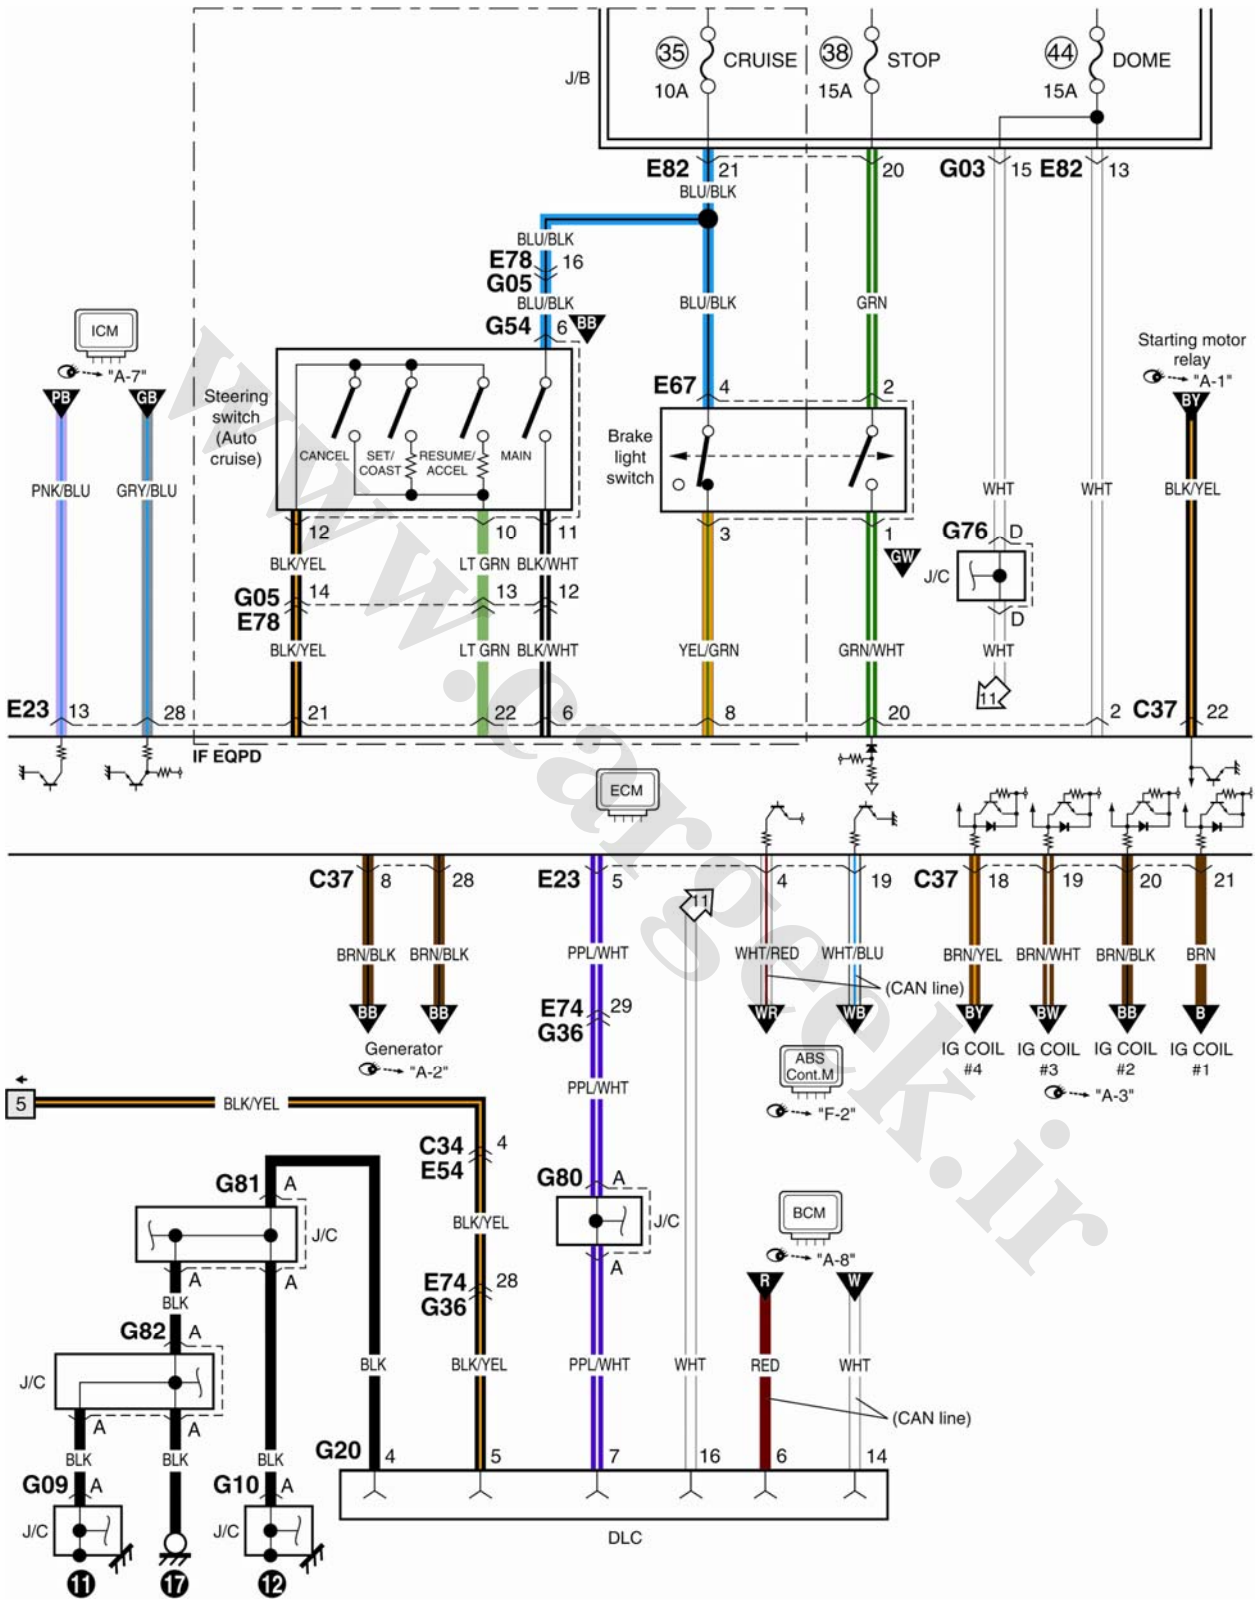 35 CRUISE 38 STOP 44 DOME
J/B
10A 15A 15A
E82 21 20 G03 15 E82 13
BLU/BLK
BLU/BLK
E78 16
G05
BLU/BLK BLU/BLK GRN
G54 6 BB
ICM
"A-7"
PB GB
Starting motor
relay
"A-1"
BY
Steering
switch
(Auto
cruise)
E67 4 2
CANCEL SET/
COAST RESUME/
ACCEL MAIN
Brake
light
switch
PNK/BLU GRY/BLU WHT WHT BLK/YEL
12 10 11 3 1 G76 D
GW
BLK/YEL LT GRN BLK/WHT
J/C
G05 14 13 12
E78
D
BLK/YEL LT GRN BLK/WHT YEL/GRN GRN/WHT WHT
11
E23 13 28 21 22 6 8 20 2 C37 22
IF EQPD
ECM
C37 8 28 E23 5 4 19 C37 18 19 20 21
11
BRN/BLK BRN/BLK PPL/WHT WHT/RED WHT/BLU BRN/YEL BRN/WHT BRN/BLK BRN
(CAN line)
E74 29
G36
BB BB WR WB BY BW BB B
Generator
"A-2"
ABS
Cont.M
"F-2"
IG COIL
#4
IG COIL
#3
IG COIL
#2
IG COIL
#1
"A-3"
PPL/WHT
5 BLK/YEL
C34 4
E54
G81 A G80 A
J/C BLK/YEL J/C
BCM
"A-8"
A A A
R W
BLK E74 28
G36
G82 A
J/C BLK BLK/YEL PPL/WHT WHT RED WHT
(CAN line)
A A
BLK BLK BLK G20 4 5 7 16 6 14
G09 A G10 A
J/C J/C
DLC
11 17 12
www.cargeek.ir